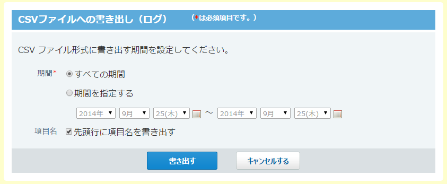 CSVファイルへの書き出し（ログ） （*は必須項目です。）
CSV ファイル形式に書き出す期間を設定してください。
期間* すべての期間
期間を指定する
2014年 9月 25(木) ～ 2014年 9月 25(木)
項目名 先頭行に項目名を書き出す
書き出す キャンセルする